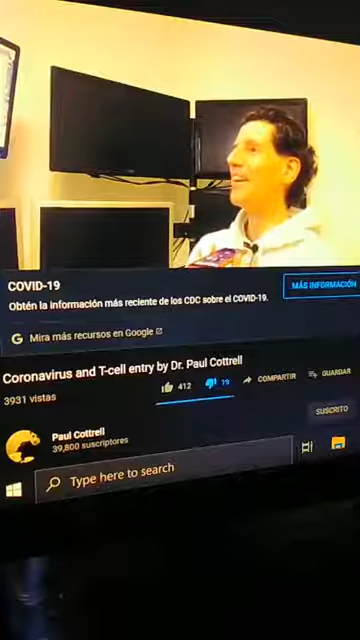 COVID-19
MÁS INFORMACIÓN
Obtén la información más reciente de los CDC sobre el COVID-19.
G Mira más recursos en Google
Coronavirus and T-cell entry by Dr. Paul Cottrell
3931 vistas
412
19
COMPARTIR
GUARDAR
Paul Cottrell
39,800 suscriptores
SUSCRITO
Type here to search